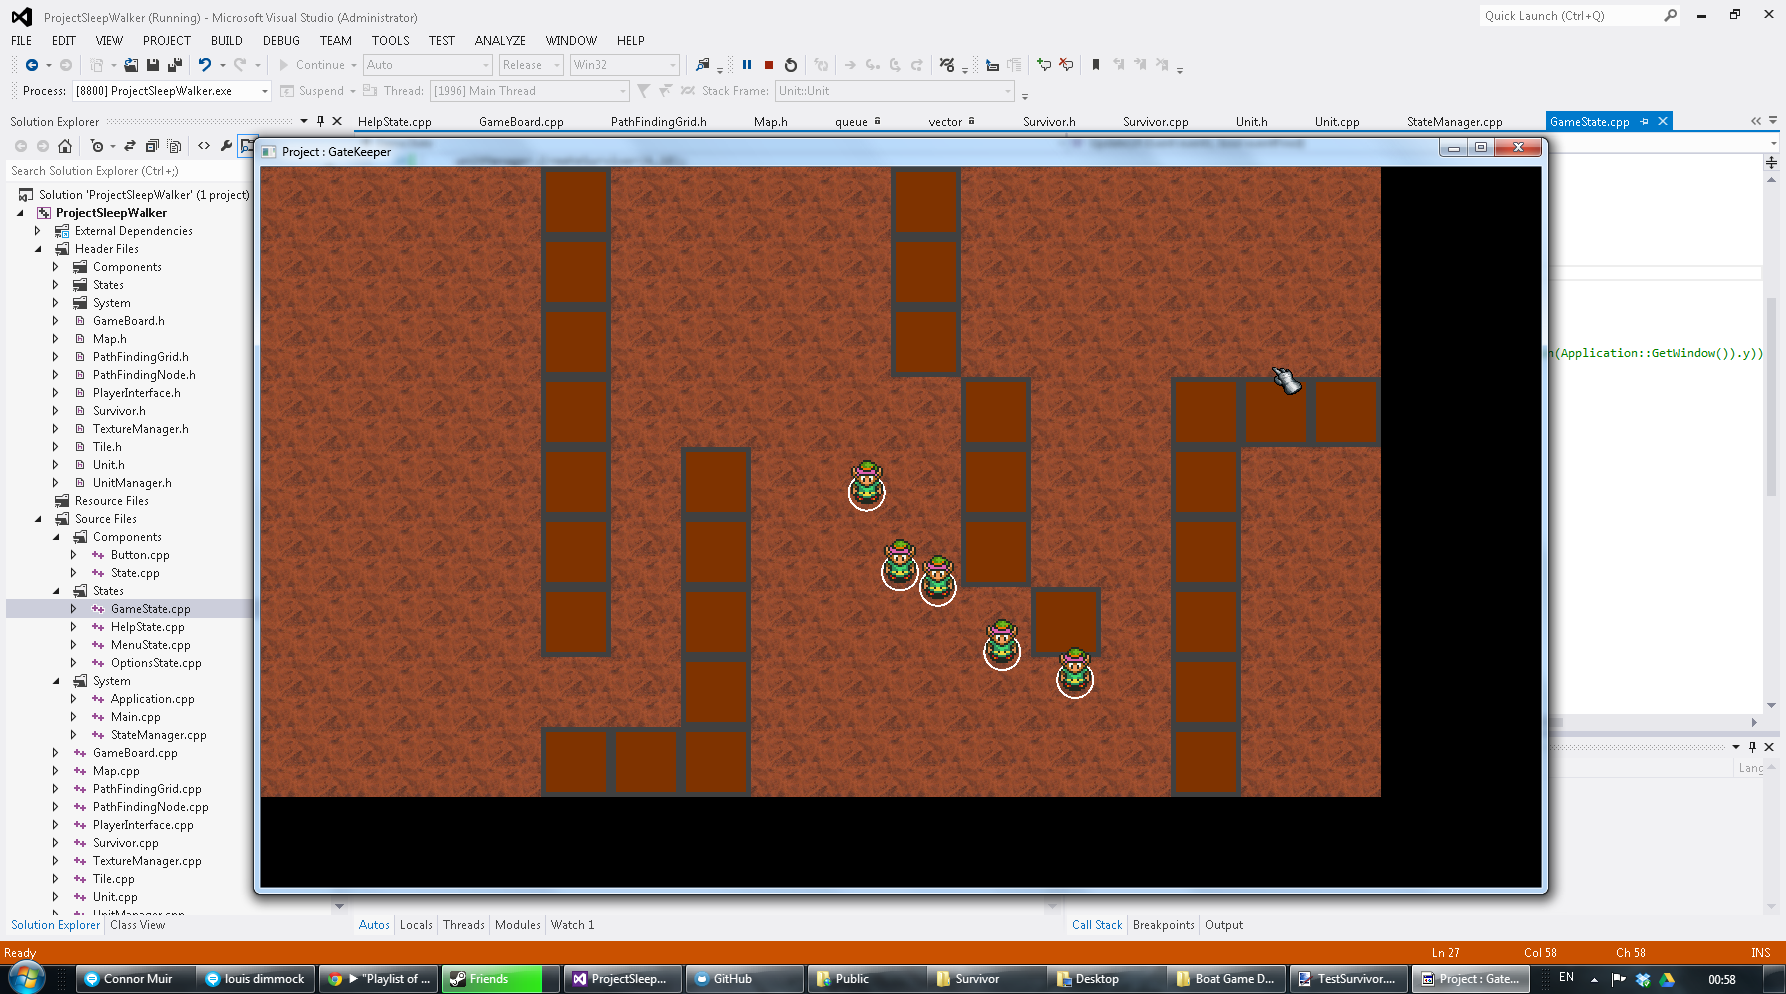 ProjectSleepWalker (Running) - Microsoft Visual Studio (Administrator)
Quick Launch (Ctrl+Q)
FILE EDIT VIEW PROJECT BUILD DEBUG TEAM TOOLS TEST ANALYZE WINDOW HELP
Continue Auto Release Win32
Process: [8800] ProjectSleepWalker.exe Suspend Thread: [1996] Main Thread Stack Frame: Unit::Unit
Solution Explorer
HelpState.cpp GameBoard.cpp PathFindingGrid.h Map.h queue vector Survivor.h Survivor.cpp Unit.h Unit.cpp StateManager.cpp GameState.cpp
Project : GateKeeper
Search Solution Explorer (Ctrl+;)
Solution 'ProjectSleepWalker' (1 project)
ProjectSleepWalker
External Dependencies
Header Files
Components
States
System
GameBoard.h
Map.h
PathFindingGrid.h
n(Application::GetWindow()).y))
PathFindingNode.h
PlayerInterface.h
Survivor.h
TextureManager.h
Tile.h
Unit.h
UnitManager.h
Resource Files
Source Files
Components
Button.cpp
State.cpp
States
GameState.cpp
HelpState.cpp
MenuState.cpp
OptionsState.cpp
System
Application.cpp
Main.cpp
StateManager.cpp
GameBoard.cpp
Map.cpp
Lang
PathFindingGrid.cpp
PathFindingNode.cpp
PlayerInterface.cpp
Survivor.cpp
TextureManager.cpp
Tile.cpp
Unit.cpp
UnitManager.cpp
Solution Explorer Class View Autos Locals Threads Modules Watch 1 Call Stack Breakpoints Output
Ready Ln 27 Col 58 Ch 58 INS
Connor Muir louis dimmock "Playlist of ... Friends ProjectSleep... GitHub Public Survivor Desktop Boat Game D... TestSurvivor.... Project : Gate... EN 00:58